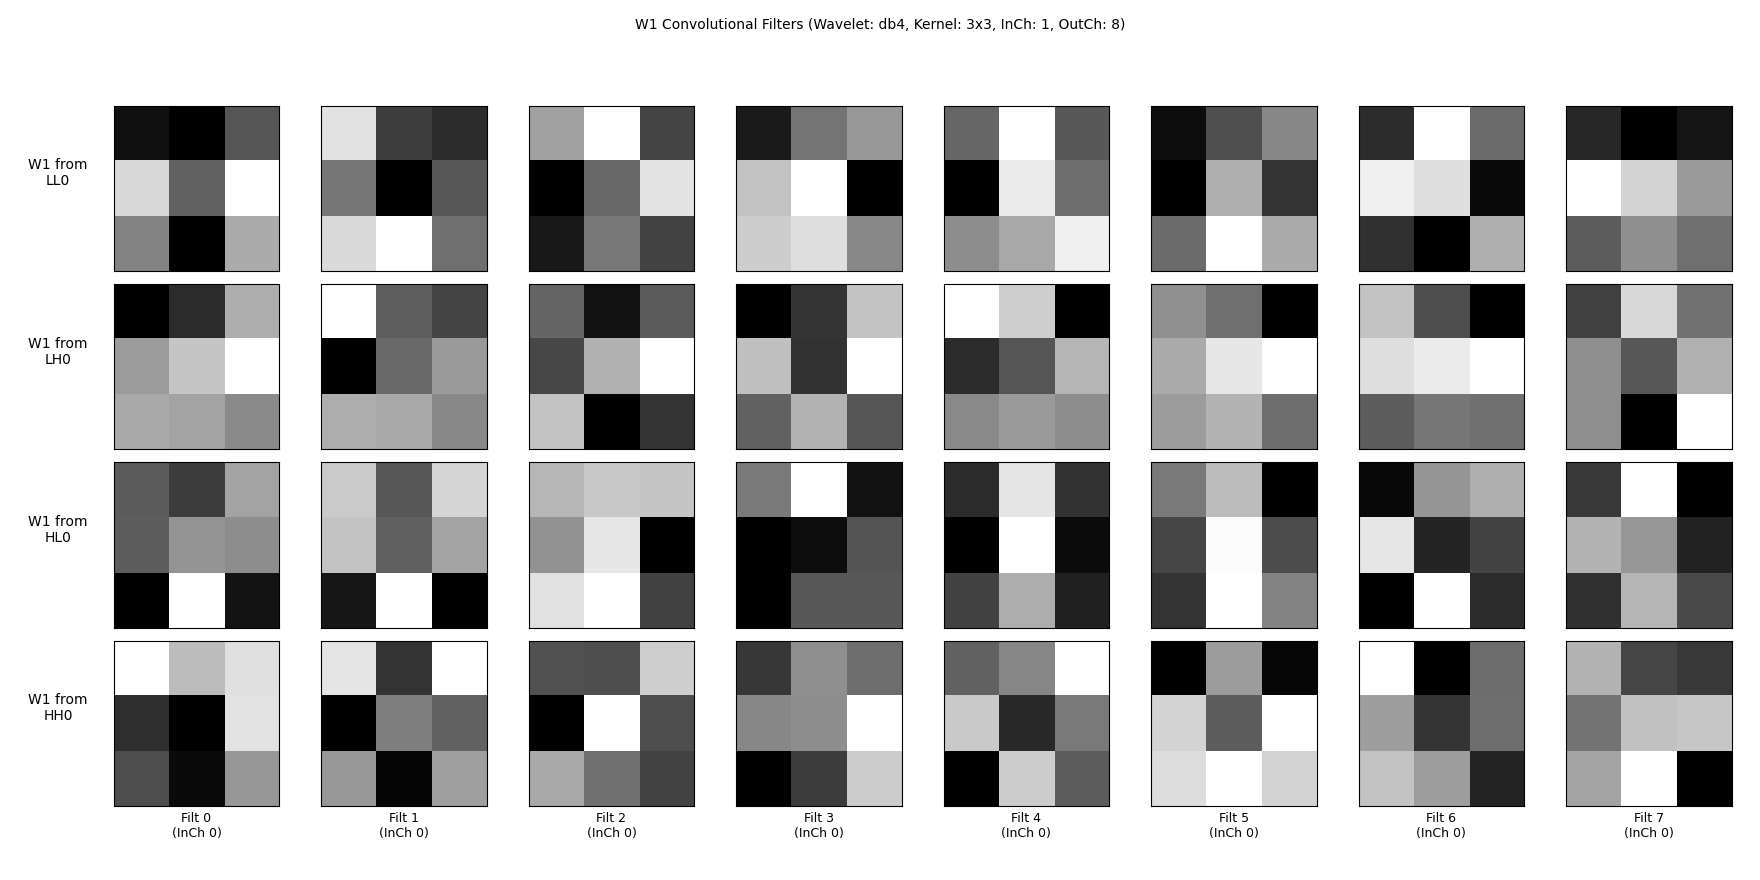 W1 Convolutional Filters (Wavelet: db4, Kernel: 3x3, InCh: 1, OutCh: 8)
W1 from
LL0
W1 from
LH0
W1 from
HL0
W1 from
HH0
Filt 0
(InCh 0)
Filt 1
(InCh 0)
Filt 2
(InCh 0)
Filt 3
(InCh 0)
Filt 4
(InCh 0)
Filt 5
(InCh 0)
Filt 6
(InCh 0)
Filt 7
(InCh 0)